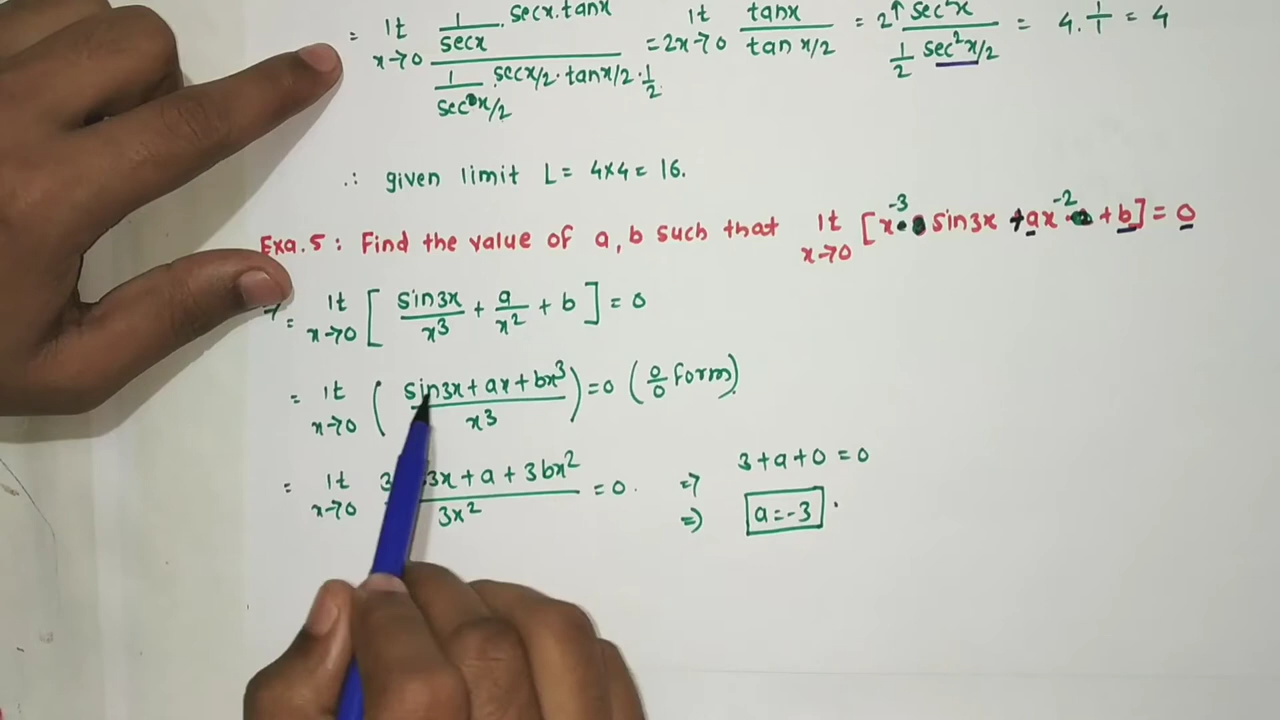 = lt x→0 1/secx · secx·tanx / 1/sec x/2 · secx/2·tanx/2·1/2 = 2 lt x→0 tanx / tan x/2 = 2 sec²x / 1/2 sec²x/2 = 4·1/1 = 4
∴ given limit L = 4×4 = 16.
Exa.5 : Find the value of a,b such that lt x→0 [x⁻³ sin3x + ax⁻² + b] = 0
→ = lt x→0 [ sin3x/x³ + a/x² + b ] = 0
= lt x→0 ( sin3x + ax + bx³ / x³ ) = 0 ( 0/0 form).
= lt x→0 3 3x + a + 3bx² / 3x² = 0. ⇒ 3+a+0 = 0
⇒ a = -3 .